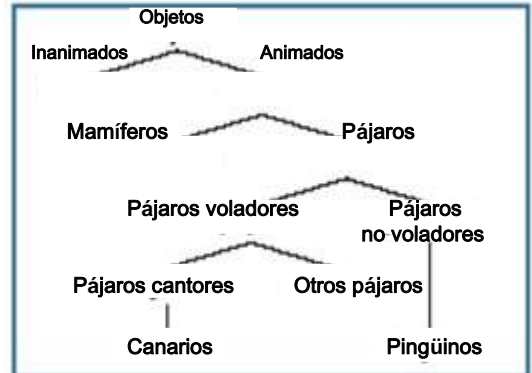 Objetos
Inanimados Animados
Mamíferos Pájaros
Pájaros voladores Pájaros
no voladores
Pájaros cantores Otros pájaros
Canarios Pingüinos